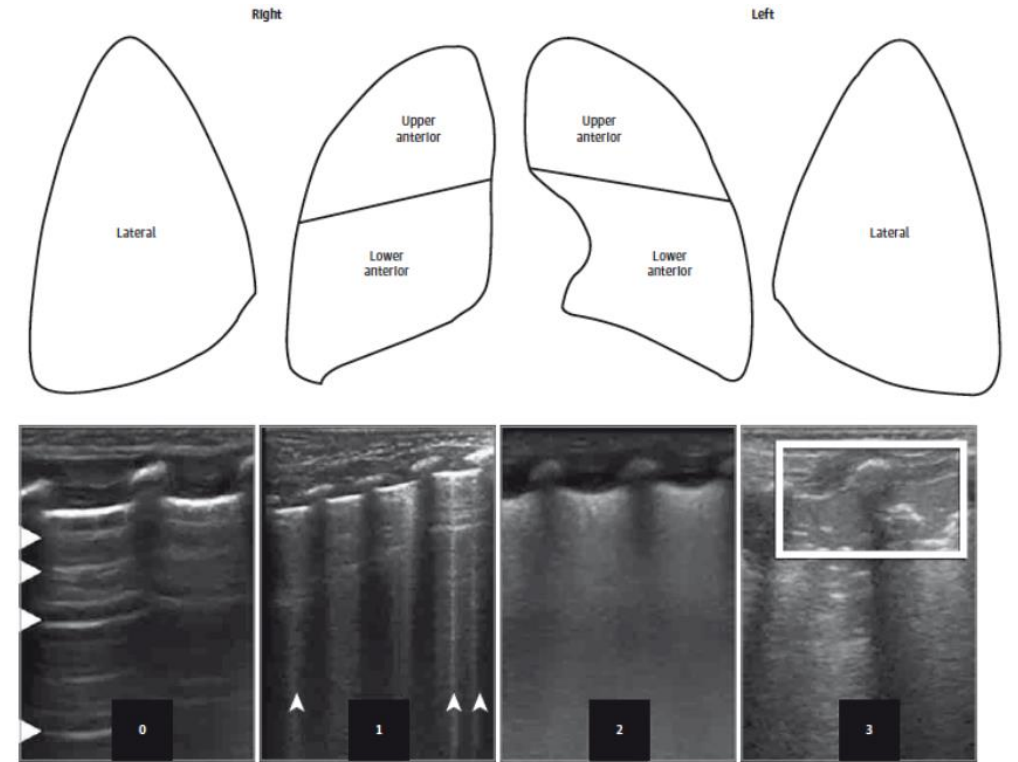 Right
Left
Upper
anterior
Upper
anterior
Lateral
Lateral
Lower
anterior
Lower
anterior
0
1
2
3